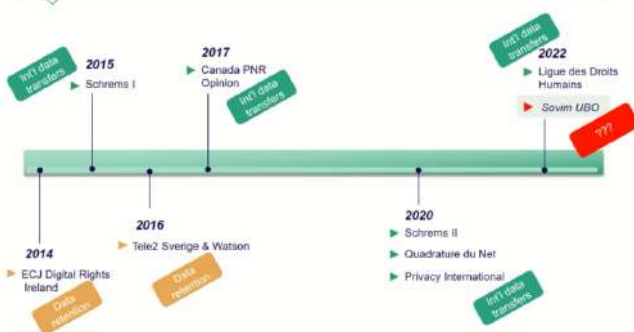 Int'l data
transfers
2015
Schrems I
2017
Canada PNR
Opinion
Int'l data
transfers
Int'l data
transfers
2022
Ligue des Droits
Humains
Sovim UBO
???
2014
ECJ Digital Rights
Ireland
Data
retention
2016
Tele2 Sverige & Watson
Data
retention
2020
Schrems II
Quadrature du Net
Privacy International
Int'l data
transfers